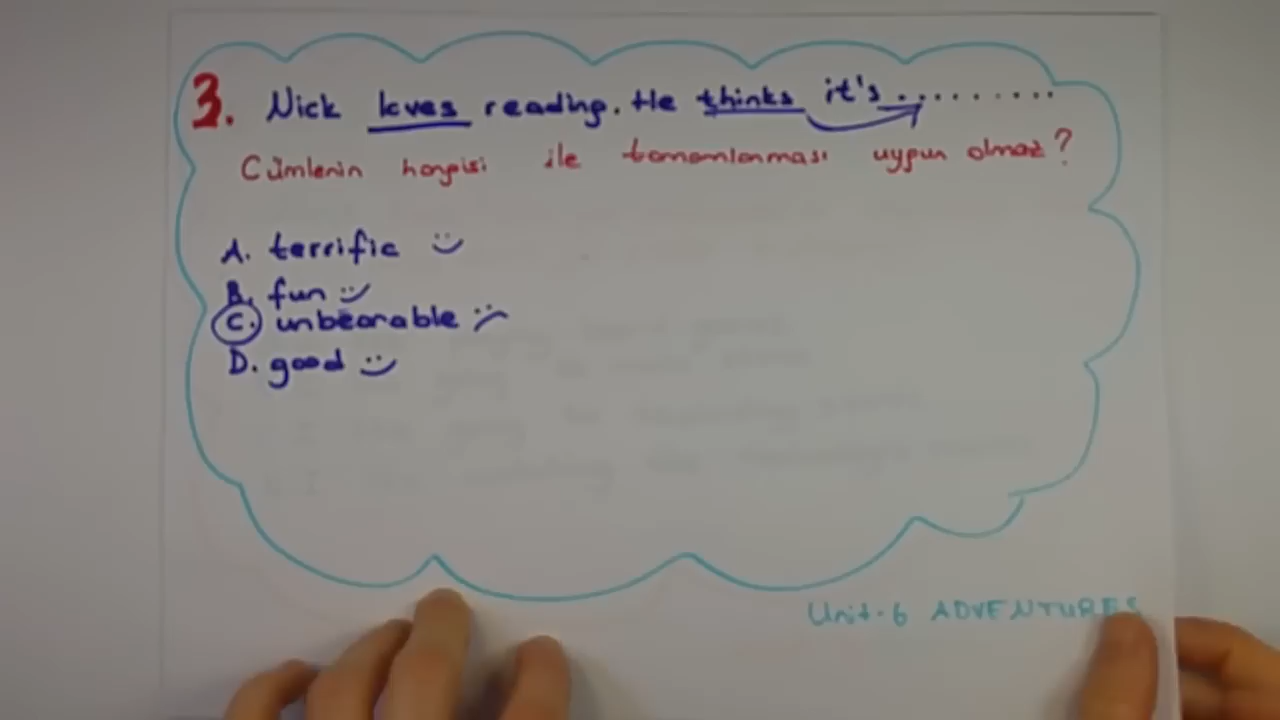 3. Nick loves reading. He thinks it's .........
Cümlenin hangisi ile tamamlanması uygun olmaz?
A. terrific
B. fun
C. unbearable
D. good
Unit-6 ADVENTURES